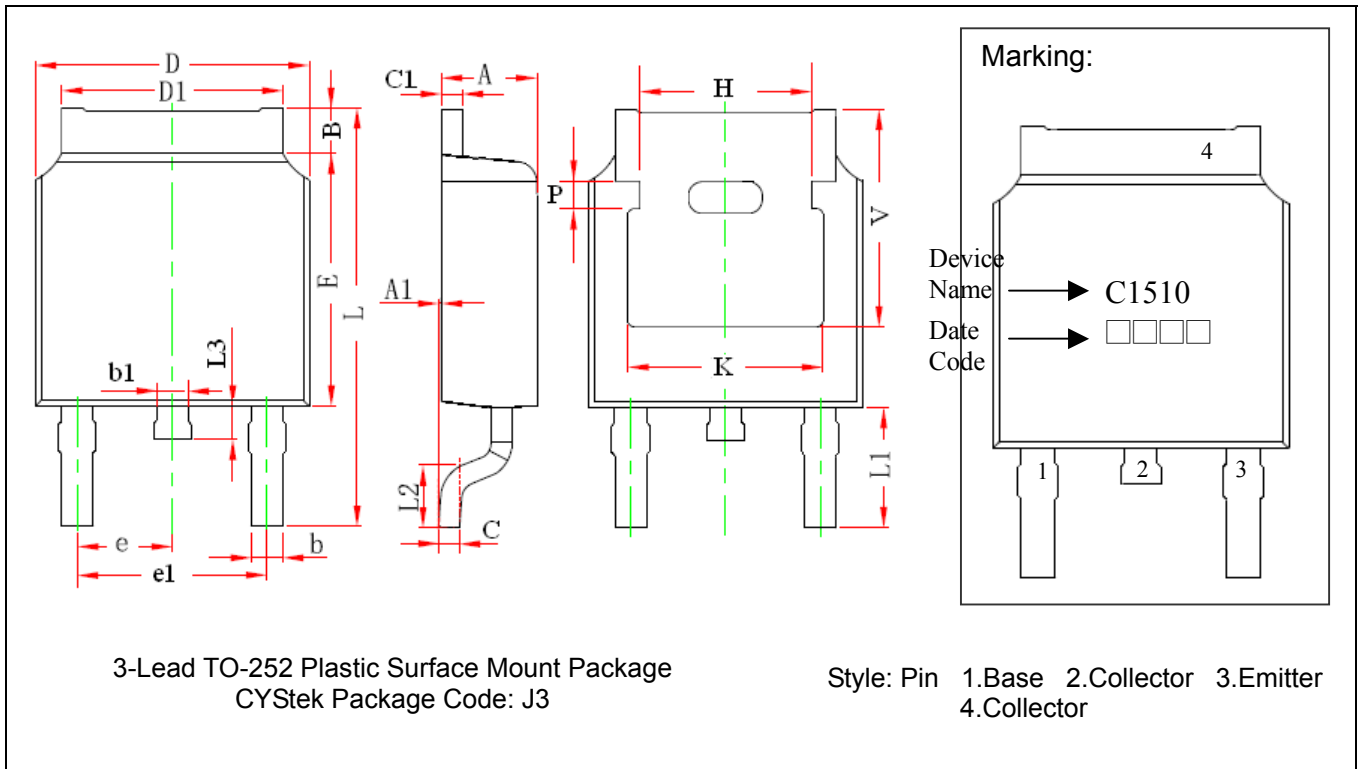 D
D1
B
E
L
L3
b1
e
e1
b
C1
A
A1
L2
C
H
P
V
K
L1
Marking:
4
Device
Name
C1510
Date
Code
□□□□
1
2
3
3-Lead TO-252 Plastic Surface Mount Package
CYStek Package Code: J3
Style: Pin 1.Base 2.Collector 3.Emitter
4.Collector